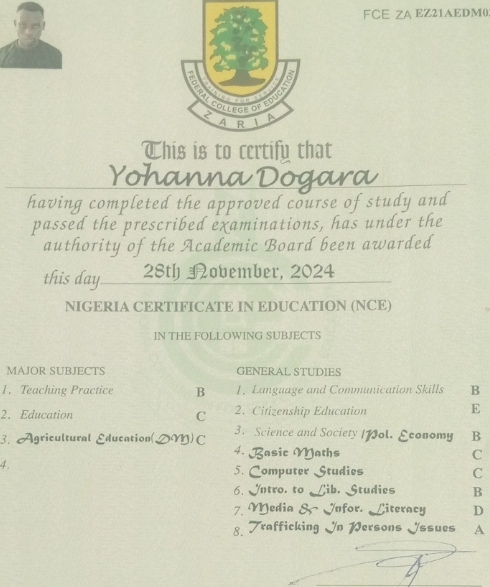 FCE ZA EZ21AEDM0
FEDERAL COLLEGE OF EDUCATION
ZARIA
This is to certify that
Yohanna Dogara
having completed the approved course of study and
passed the prescribed examinations, has under the
authority of the Academic Board been awarded
this day 28th November, 2024
NIGERIA CERTIFICATE IN EDUCATION (NCE)
IN THE FOLLOWING SUBJECTS
MAJOR SUBJECTS
1. Teaching Practice B
2. Education C
3. Agricultural Education(DM) C
4.
GENERAL STUDIES
1. Language and Communication Skills B
2. Citizenship Education E
3. Science and Society /Pol. Economy B
4. Basic Maths C
5. Computer Studies C
6. Intro. to Lib. Studies B
7. Media & Infor. Literacy D
8. Trafficking In Persons Issues A